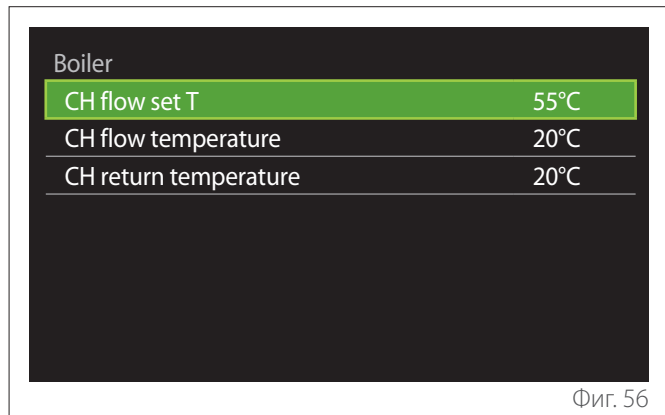 Boiler
CH flow set T 55°C
CH flow temperature 20°C
CH return temperature 20°C
Фиг. 56